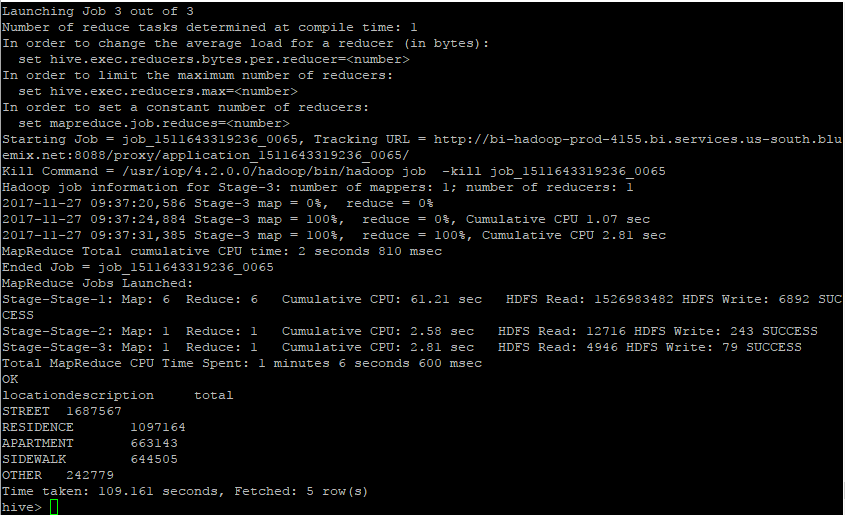 Launching Job 3 out of 3
Number of reduce tasks determined at compile time: 1
In order to change the average load for a reducer (in bytes):
  set hive.exec.reducers.bytes.per.reducer=<number>
In order to limit the maximum number of reducers:
  set hive.exec.reducers.max=<number>
In order to set a constant number of reducers:
  set mapreduce.job.reduces=<number>
Starting Job = job_1511643319236_0065, Tracking URL = http://bi-hadoop-prod-4155.bi.services.us-south.blu
emix.net:8088/proxy/application_1511643319236_0065/
Kill Command = /usr/iop/4.2.0.0/hadoop/bin/hadoop job  -kill job_1511643319236_0065
Hadoop job information for Stage-3: number of mappers: 1; number of reducers: 1
2017-11-27 09:37:20,586 Stage-3 map = 0%,  reduce = 0%
2017-11-27 09:37:24,884 Stage-3 map = 100%,  reduce = 0%, Cumulative CPU 1.07 sec
2017-11-27 09:37:31,385 Stage-3 map = 100%,  reduce = 100%, Cumulative CPU 2.81 sec
MapReduce Total cumulative CPU time: 2 seconds 810 msec
Ended Job = job_1511643319236_0065
MapReduce Jobs Launched:
Stage-Stage-1: Map: 6  Reduce: 6   Cumulative CPU: 61.21 sec   HDFS Read: 1526983482 HDFS Write: 6892 SUC
CESS
Stage-Stage-2: Map: 1  Reduce: 1   Cumulative CPU: 2.58 sec   HDFS Read: 12716 HDFS Write: 243 SUCCESS
Stage-Stage-3: Map: 1  Reduce: 1   Cumulative CPU: 2.81 sec   HDFS Read: 4946 HDFS Write: 79 SUCCESS
Total MapReduce CPU Time Spent: 1 minutes 6 seconds 600 msec
OK
locationdescription     total
STREET  1687567
RESIDENCE       1097164
APARTMENT       663143
SIDEWALK        644505
OTHER   242779
Time taken: 109.161 seconds, Fetched: 5 row(s)
hive>